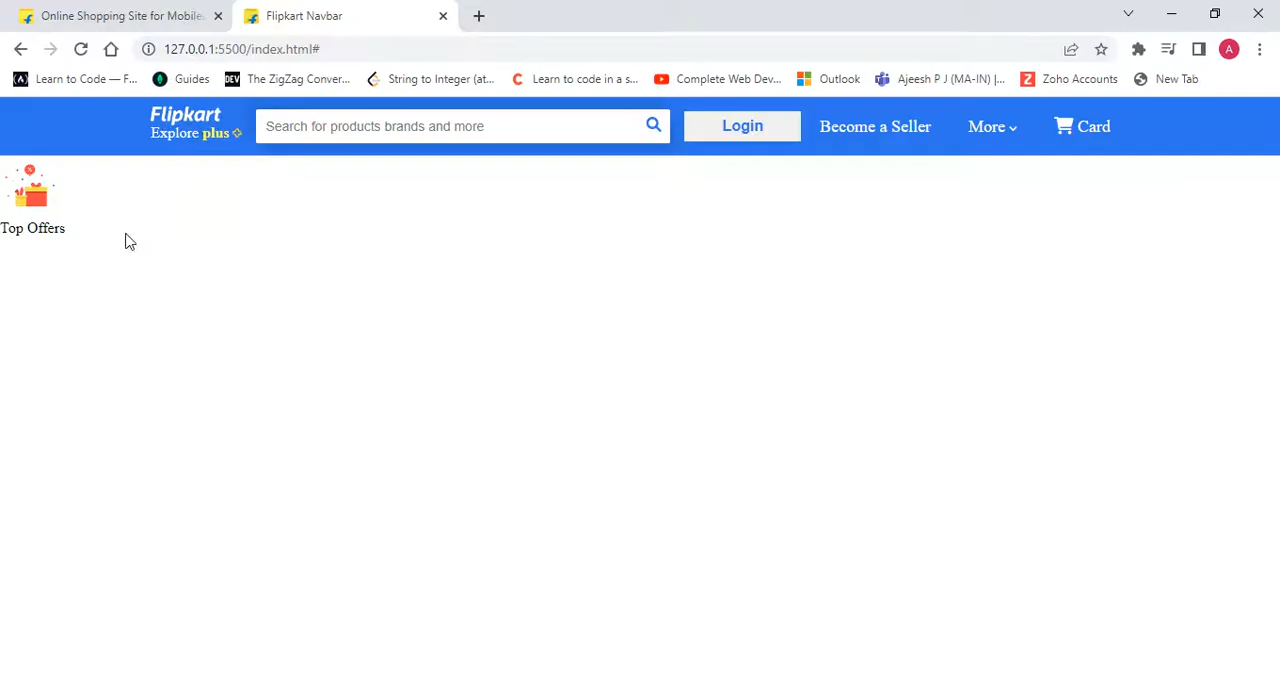 Online Shopping Site for Mobiles
Flipkart Navbar
127.0.0.1:5500/index.html#
A
Learn to Code — F...
Guides
DEV The ZigZag Conver...
String to Integer (at...
Learn to code in a s...
Complete Web Dev...
Outlook
Ajeesh P J (MA-IN) |...
Z Zoho Accounts
New Tab
Flipkart
Explore plus
Search for products brands and more
Login
Become a Seller
More
Card
Top Offers